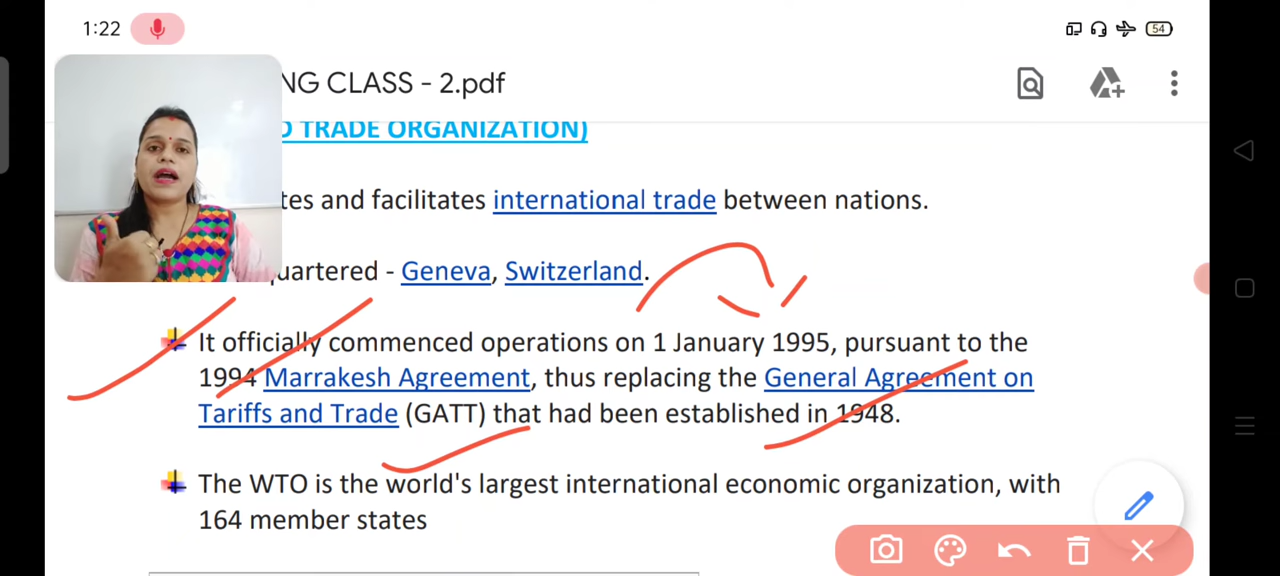 1:22
54
NG CLASS - 2.pdf
D TRADE ORGANIZATION)
tes and facilitates international trade between nations.
uartered - Geneva, Switzerland.
It officially commenced operations on 1 January 1995, pursuant to the
1994 Marrakesh Agreement, thus replacing the General Agreement on
Tariffs and Trade (GATT) that had been established in 1948.
The WTO is the world's largest international economic organization, with
164 member states